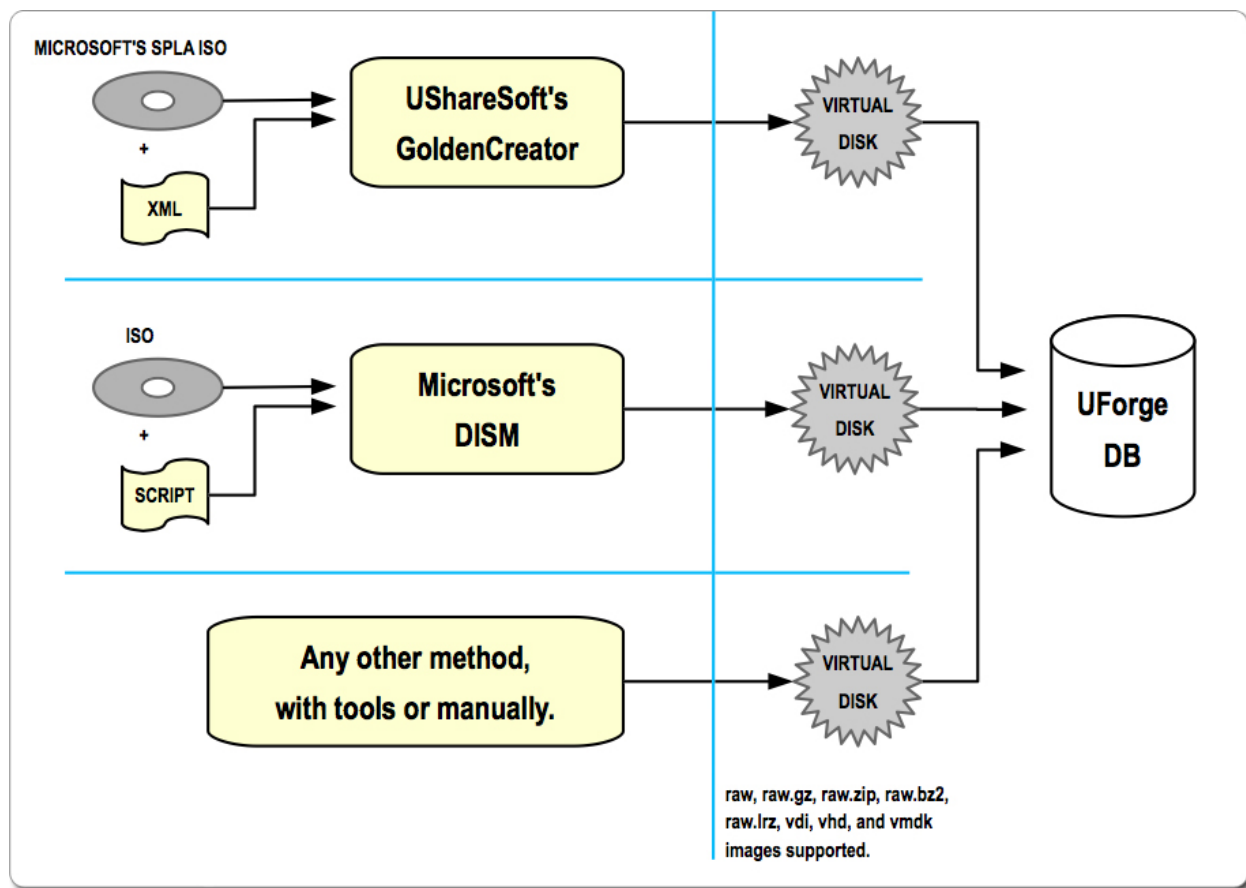 MICROSOFT'S SPLA ISO
+
XML
UShareSoft's
GoldenCreator
VIRTUAL
DISK
ISO
+
SCRIPT
Microsoft's
DISM
VIRTUAL
DISK
UForge
DB
Any other method,
with tools or manually.
VIRTUAL
DISK
raw, raw.gz, raw.zip, raw.bz2,
raw.lrz, vdi, vhd, and vmdk
images supported.